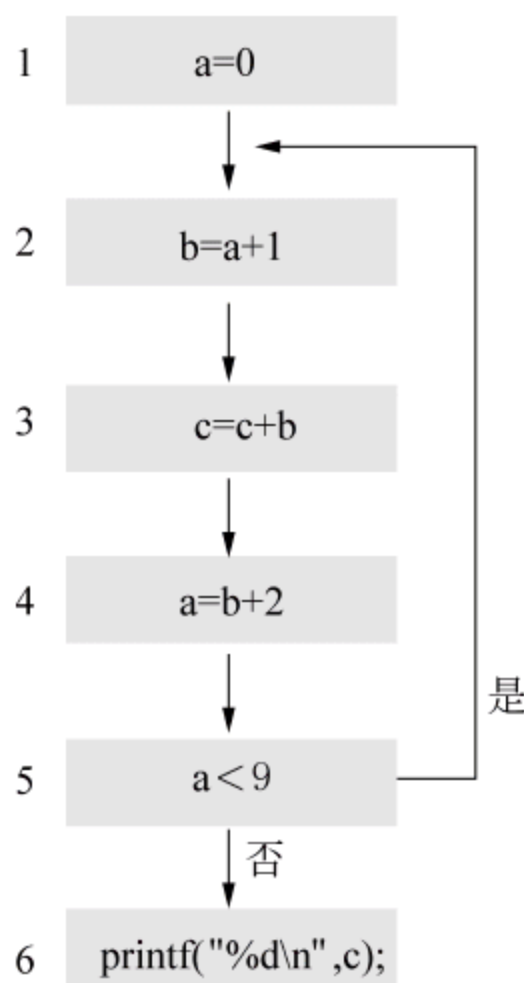 1 a=0
2 b=a+1
3 c=c+b
4 a=b+2
是
5 a<9
否
6 printf("%d\n",c);